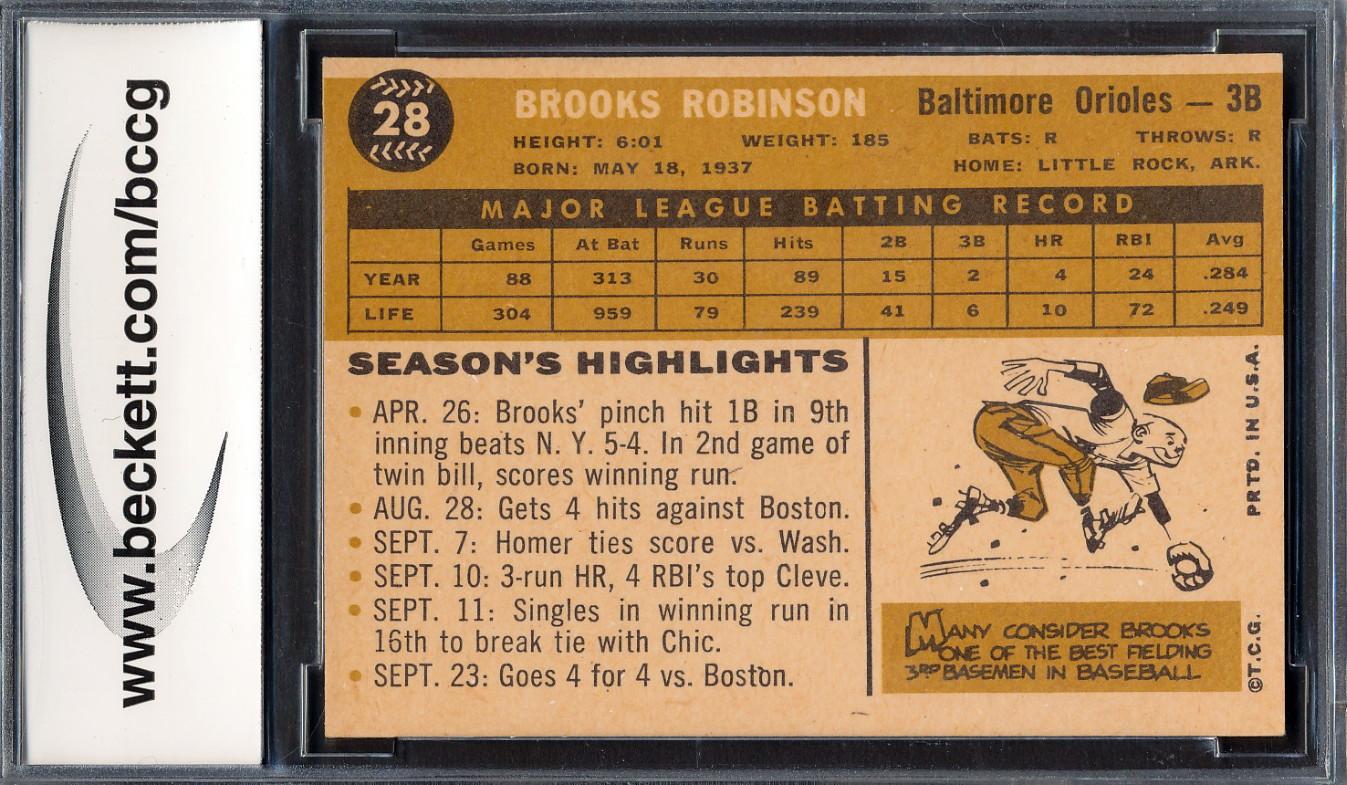 www.beckett.com/bccg
28
BROOKS ROBINSON Baltimore Orioles — 3B
HEIGHT: 6:01 WEIGHT: 185 BATS: R THROWS: R
BORN: MAY 18, 1937 HOME: LITTLE ROCK, ARK.
MAJOR LEAGUE BATTING RECORD
Games At Bat Runs Hits 2B 3B HR RBI Avg
YEAR 88 313 30 89 15 2 4 24 .284
LIFE 304 959 79 239 41 6 10 72 .249
SEASON'S HIGHLIGHTS
• APR. 26: Brooks' pinch hit 1B in 9th
inning beats N. Y. 5-4. In 2nd game of
twin bill, scores winning run.
• AUG. 28: Gets 4 hits against Boston.
• SEPT. 7: Homer ties score vs. Wash.
• SEPT. 10: 3-run HR, 4 RBI's top Cleve.
• SEPT. 11: Singles in winning run in
16th to break tie with Chic.
• SEPT. 23: Goes 4 for 4 vs. Boston.
MANY CONSIDER BROOKS
ONE OF THE BEST FIELDING
3RD BASEMEN IN BASEBALL
©T.C.G. PRTD. IN U.S.A.